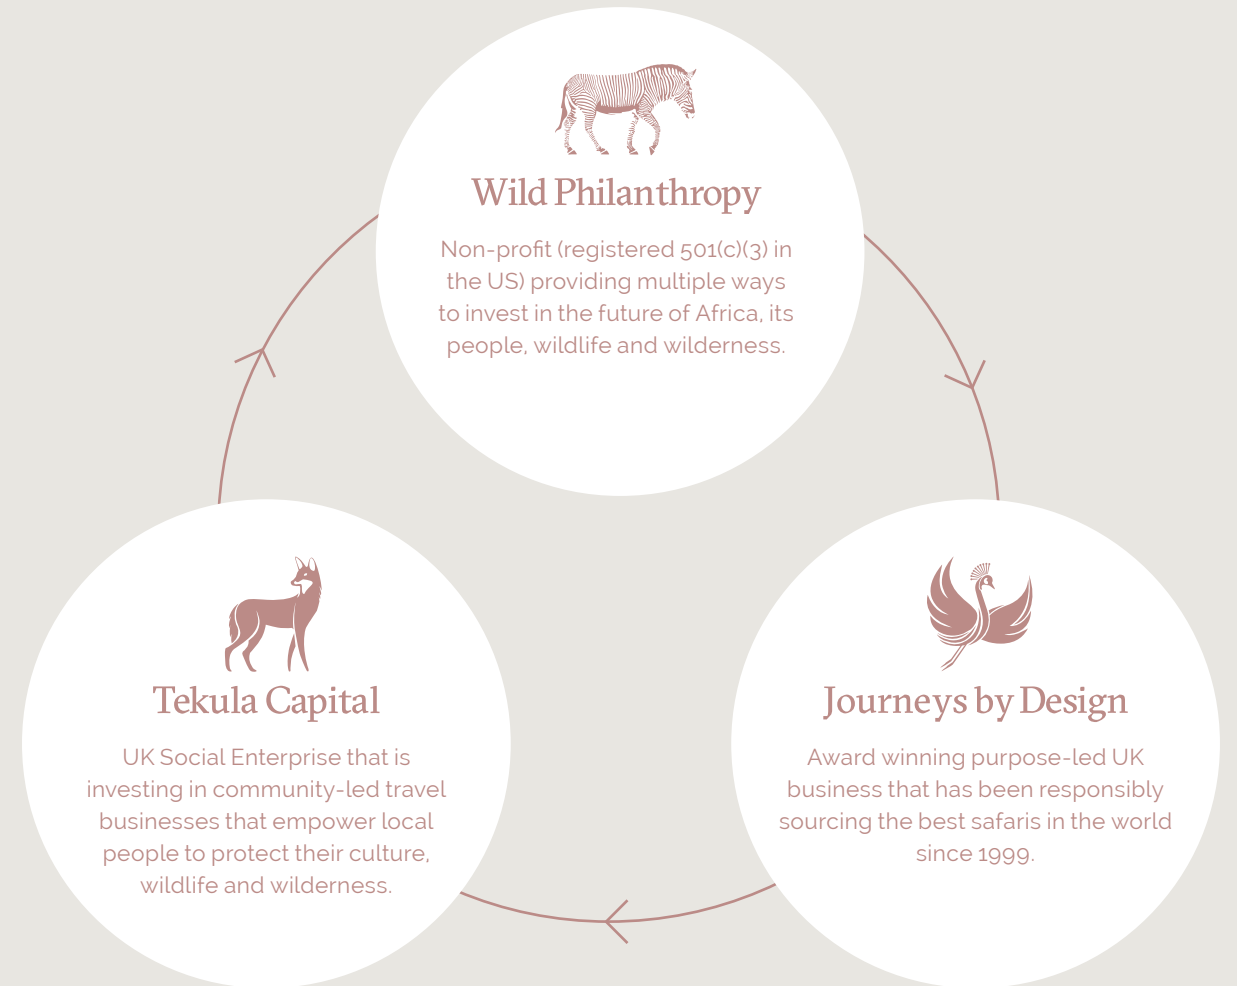 Wild Philanthropy
Non-profit (registered 501(c)(3) in
the US) providing multiple ways
to invest in the future of Africa, its
people, wildlife and wilderness.
Tekula Capital
UK Social Enterprise that is
investing in community-led travel
businesses that empower local
people to protect their culture,
wildlife and wilderness.
Journeys by Design
Award winning purpose-led UK
business that has been responsibly
sourcing the best safaris in the world
since 1999.